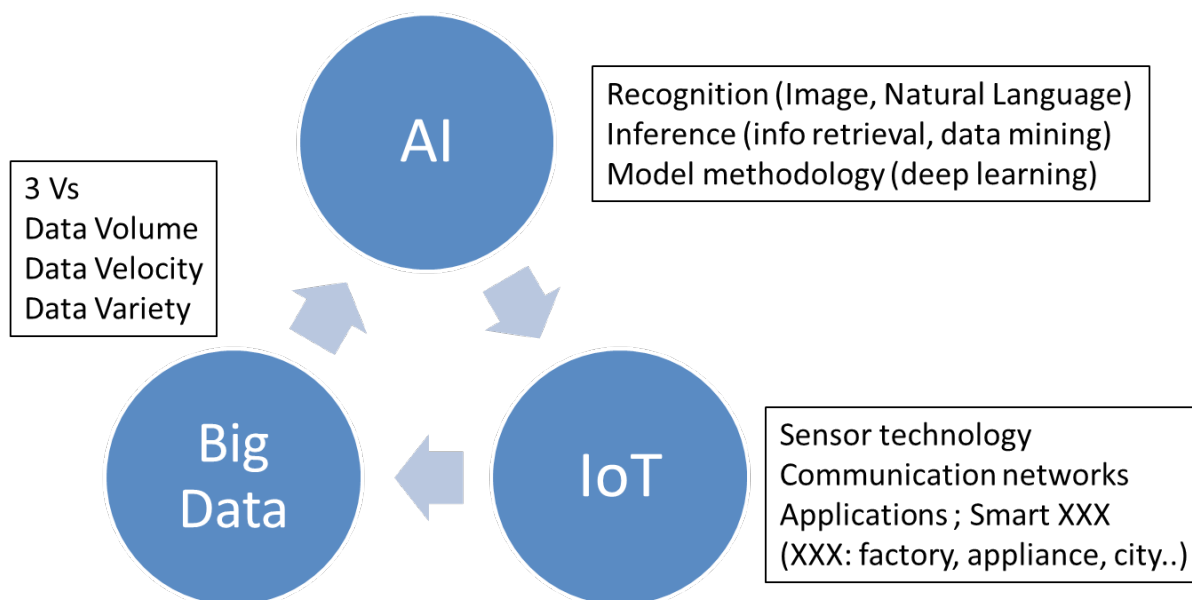 AI
Recognition (Image, Natural Language)
Inference (info retrieval, data mining)
Model methodology (deep learning)
3 Vs
Data Volume
Data Velocity
Data Variety
Big
Data
IoT
Sensor technology
Communication networks
Applications ; Smart XXX
(XXX: factory, appliance, city..)